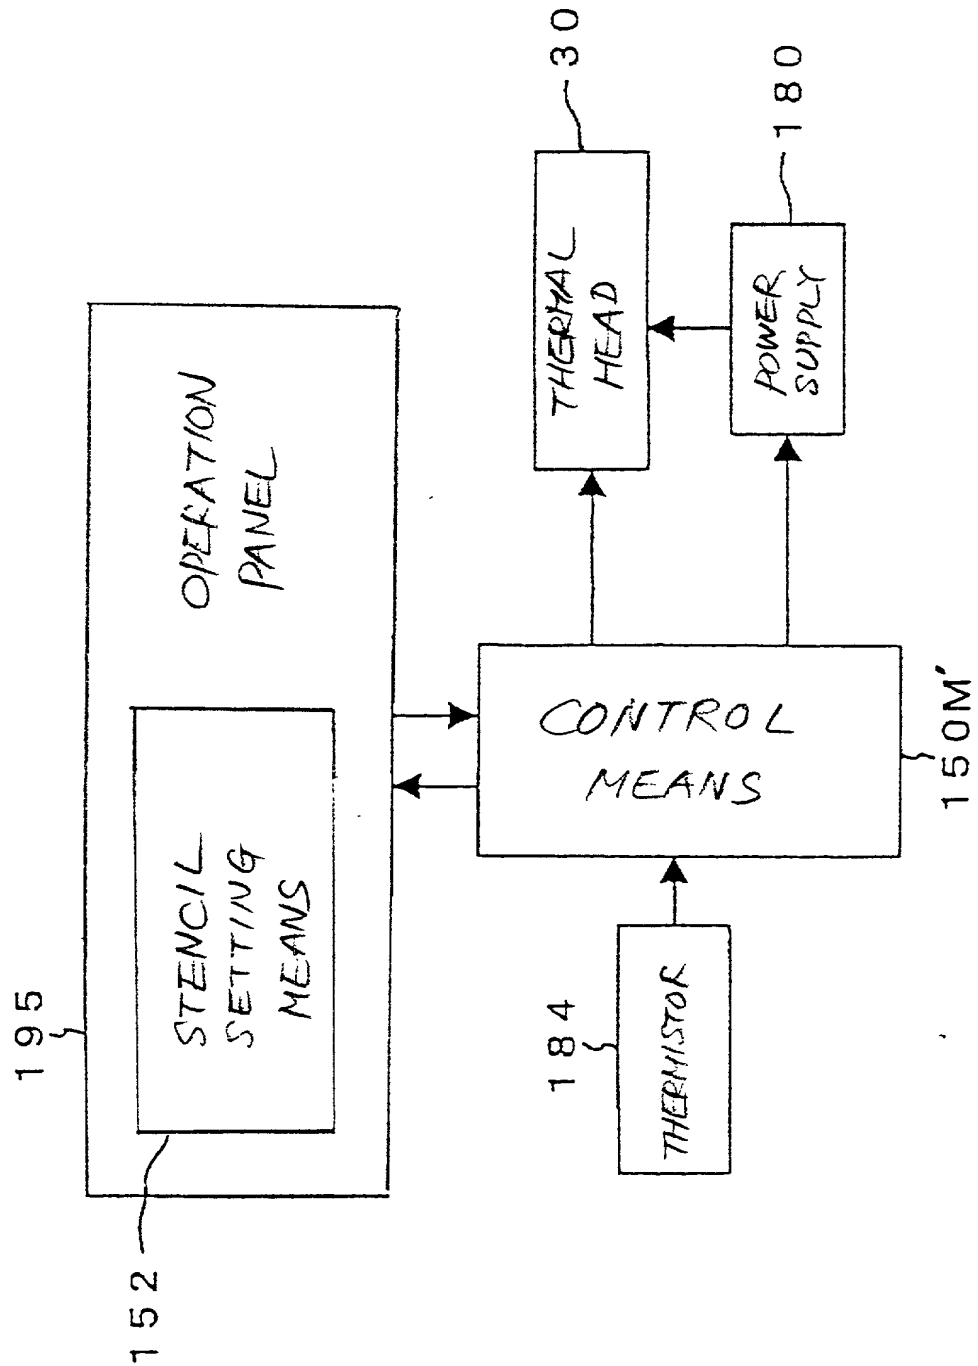 195
152
STENCIL
SETTING
MEANS
OPERATION
PANEL
184
THERMISTOR
CONTROL
MEANS
150M'
THERMAL
HEAD
30
POWER
SUPPLY
180